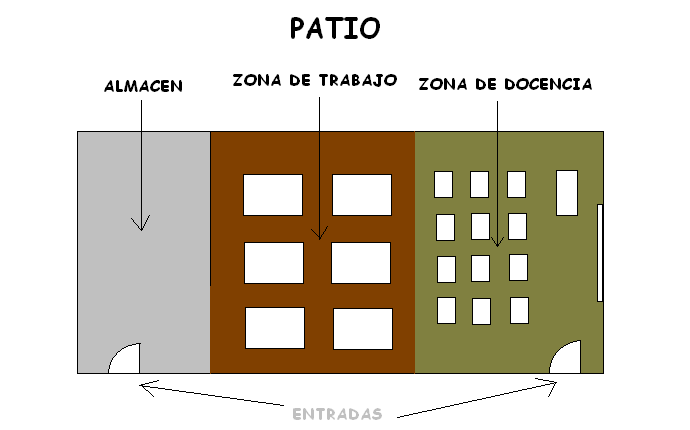 PATIO
ALMACEN
ZONA DE TRABAJO
ZONA DE DOCENCIA
ENTRADAS